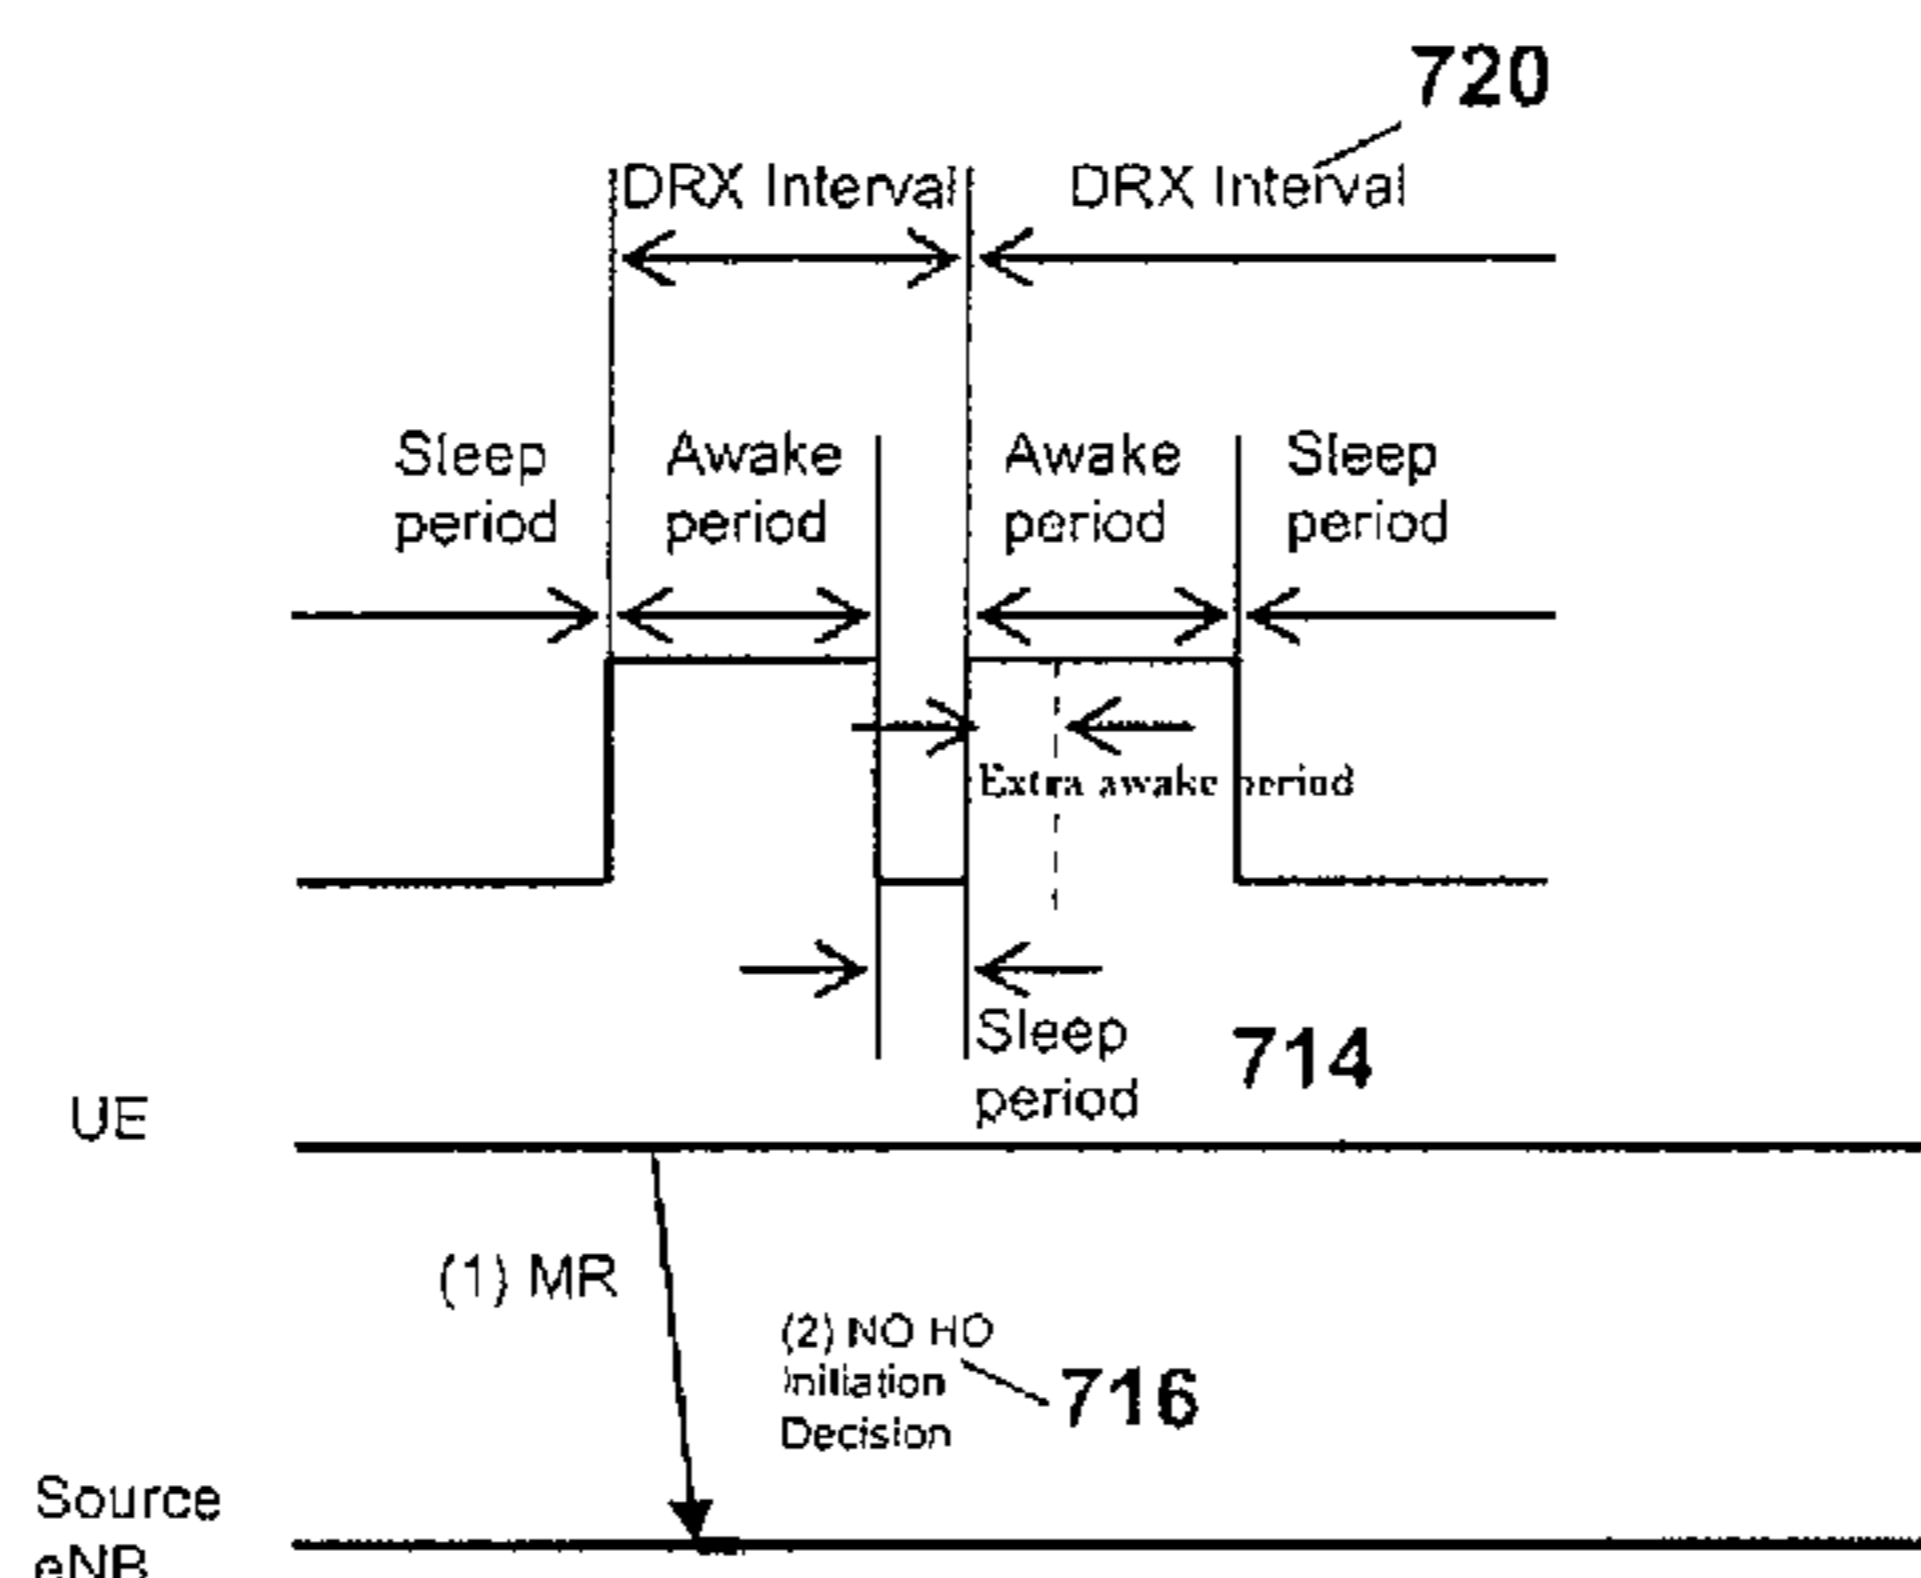 720
DRX Interval
DRX Interval
Sleep
period
Awake
period
Awake
period
Sleep
period
Extra awake period
Sleep
period
714
UE
(1) MR
(2) NO HO
Initiation
Decision
716
Source
eNB